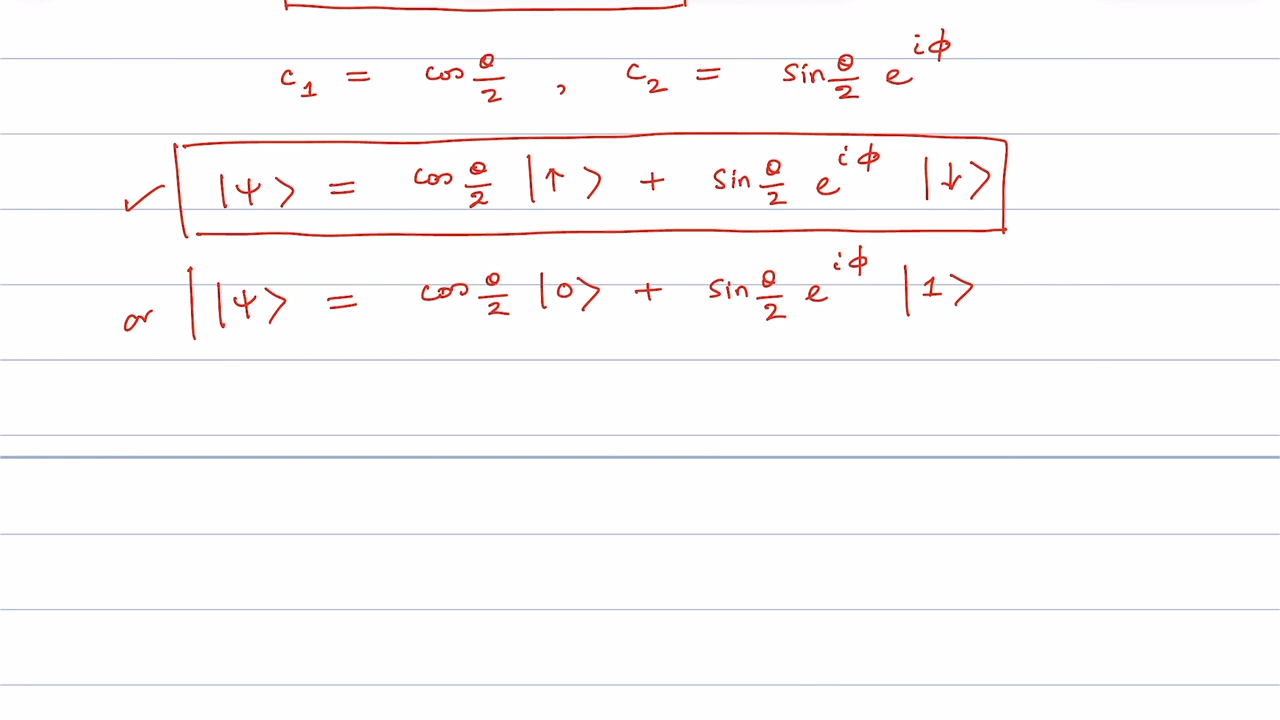 c₁ = cos θ/2 , c₂ = sin θ/2 e^{iϕ}
|ψ⟩ = cos θ/2 |↑⟩ + sin θ/2 e^{iϕ} |↓⟩
or |ψ⟩ = cos θ/2 |0⟩ + sin θ/2 e^{iϕ} |1⟩